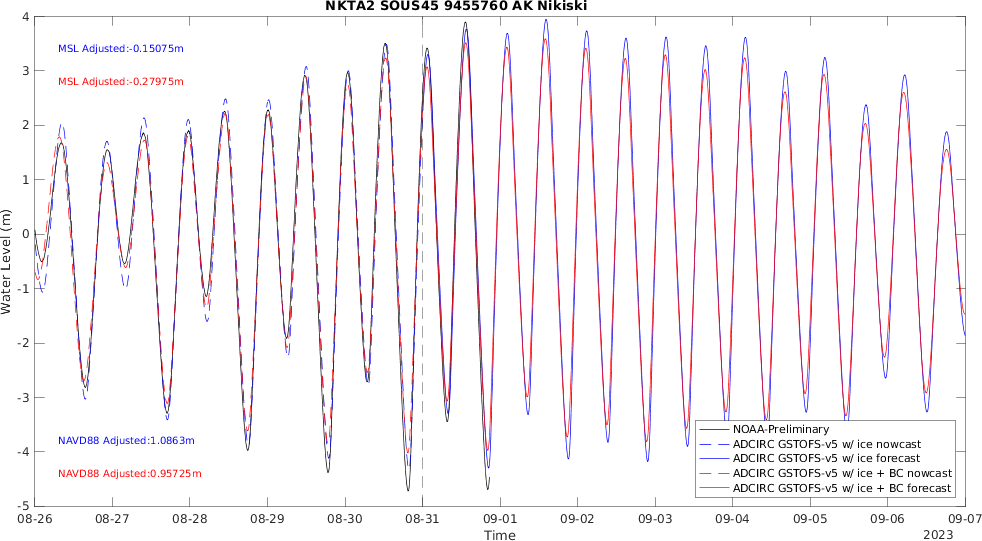 NKTA2 SOUS45 9455760 AK Nikiski
MSL Adjusted:-0.15075m
MSL Adjusted:-0.27975m
NAVD88 Adjusted:1.0863m
NAVD88 Adjusted:0.95725m
Water Level (m)
4
3
2
1
0
-1
-2
-3
-4
-5
NOAA-Preliminary
ADCIRC GSTOFS-v5 w/ ice nowcast
ADCIRC GSTOFS-v5 w/ ice forecast
ADCIRC GSTOFS-v5 w/ ice + BC nowcast
ADCIRC GSTOFS-v5 w/ ice + BC forecast
08-26 08-27 08-28 08-29 08-30 08-31 09-01 09-02 09-03 09-04 09-05 09-06 09-07
Time
2023